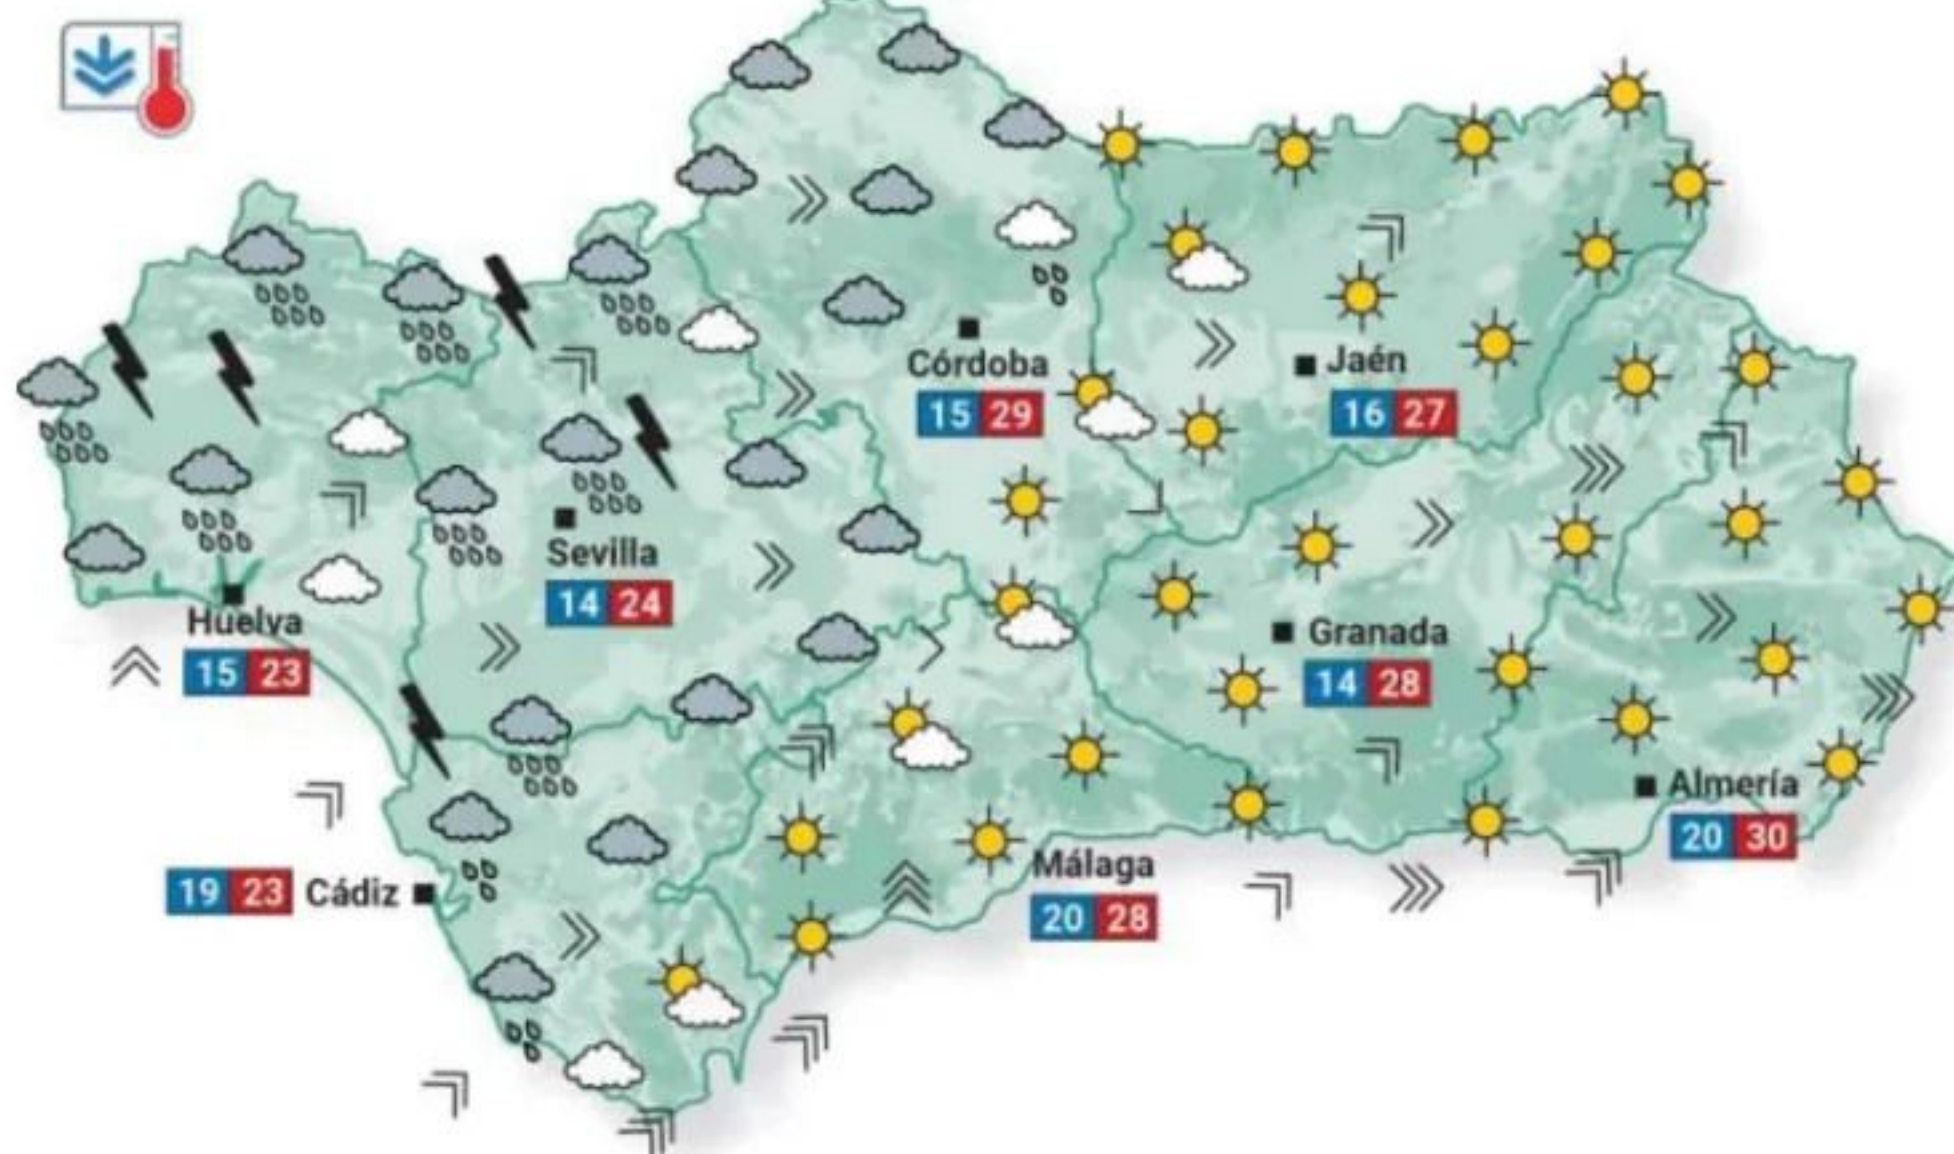 Córdoba
15 29
Jaén
16 27
Sevilla
14 24
Huelva
15 23
Granada
14 28
Almería
20 30
19 23 Cádiz
Málaga
20 28